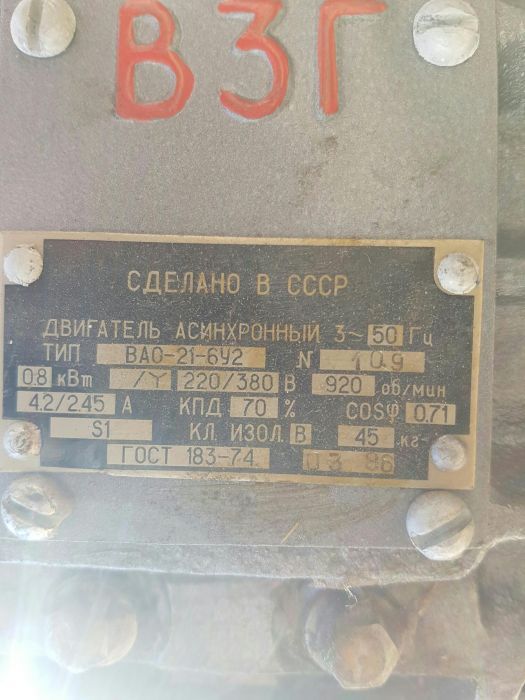 ВЗГ
СДЕЛАНО В СССР
ДВИГАТЕЛЬ АСИНХРОННЫЙ 3~ 50 Гц
ТИП ВАО-21-6У2 N 109
0.8 кВт /Y 220/380 В 920 об/мин
4.2/2.45 А КПД 70 % COSφ 0.71
S1 КЛ. ИЗОЛ. В 45 кг
ГОСТ 183-74 86